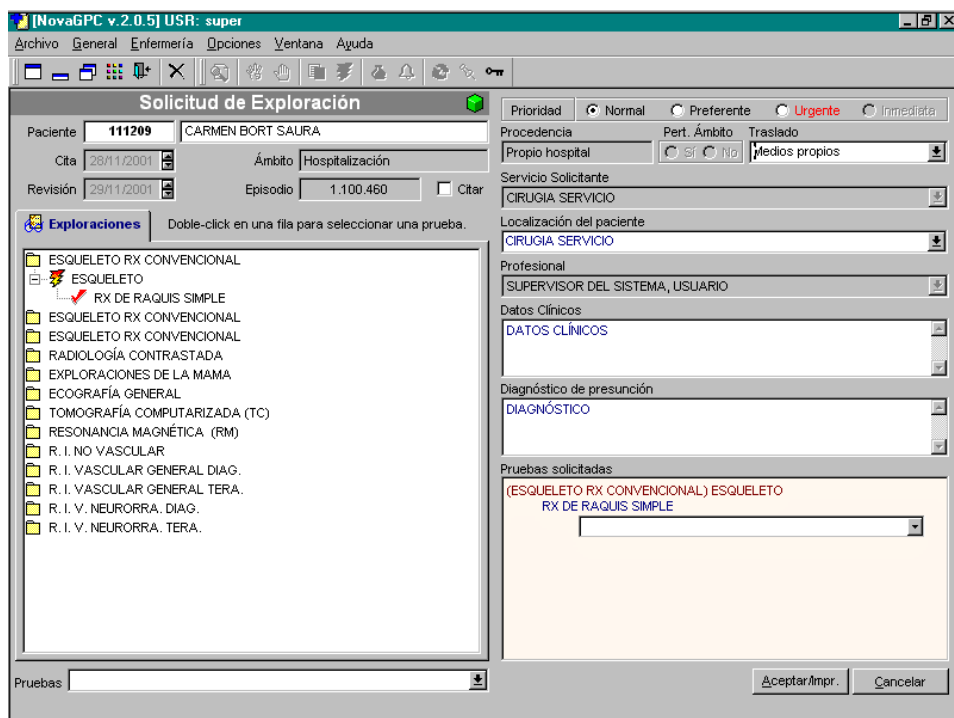 [NovaGPC v.2.0.5] USR: super
Archivo General Enfermería Opciones Ventana Ayuda
Solicitud de Exploración
Paciente 111209 CARMEN BORT SAURA
Cita 28/11/2001 Ámbito Hospitalización
Revisión 29/11/2001 Episodio 1.100.460 Citar
Exploraciones Doble-click en una fila para seleccionar una prueba.
ESQUELETO RX CONVENCIONAL
ESQUELETO
RX DE RAQUIS SIMPLE
ESQUELETO RX CONVENCIONAL
ESQUELETO RX CONVENCIONAL
RADIOLOGÍA CONTRASTADA
EXPLORACIONES DE LA MAMA
ECOGRAFÍA GENERAL
TOMOGRAFÍA COMPUTARIZADA (TC)
RESONANCIA MAGNÉTICA (RM)
R. I. NO VASCULAR
R. I. VASCULAR GENERAL DIAG.
R. I. VASCULAR GENERAL TERA.
R. I. V. NEURORRA. DIAG.
R. I. V. NEURORRA. TERA.
Pruebas
Prioridad Normal Preferente Urgente Inmediata
Procedencia Pert. Ámbito Traslado
Propio hospital Sí No Medios propios
Servicio Solicitante
CIRUGIA SERVICIO
Localización del paciente
CIRUGIA SERVICIO
Profesional
SUPERVISOR DEL SISTEMA, USUARIO
Datos Clínicos
DATOS CLÍNICOS
Diagnóstico de presunción
DIAGNÓSTICO
Pruebas solicitadas
(ESQUELETO RX CONVENCIONAL) ESQUELETO
RX DE RAQUIS SIMPLE
Aceptar/Impr. Cancelar